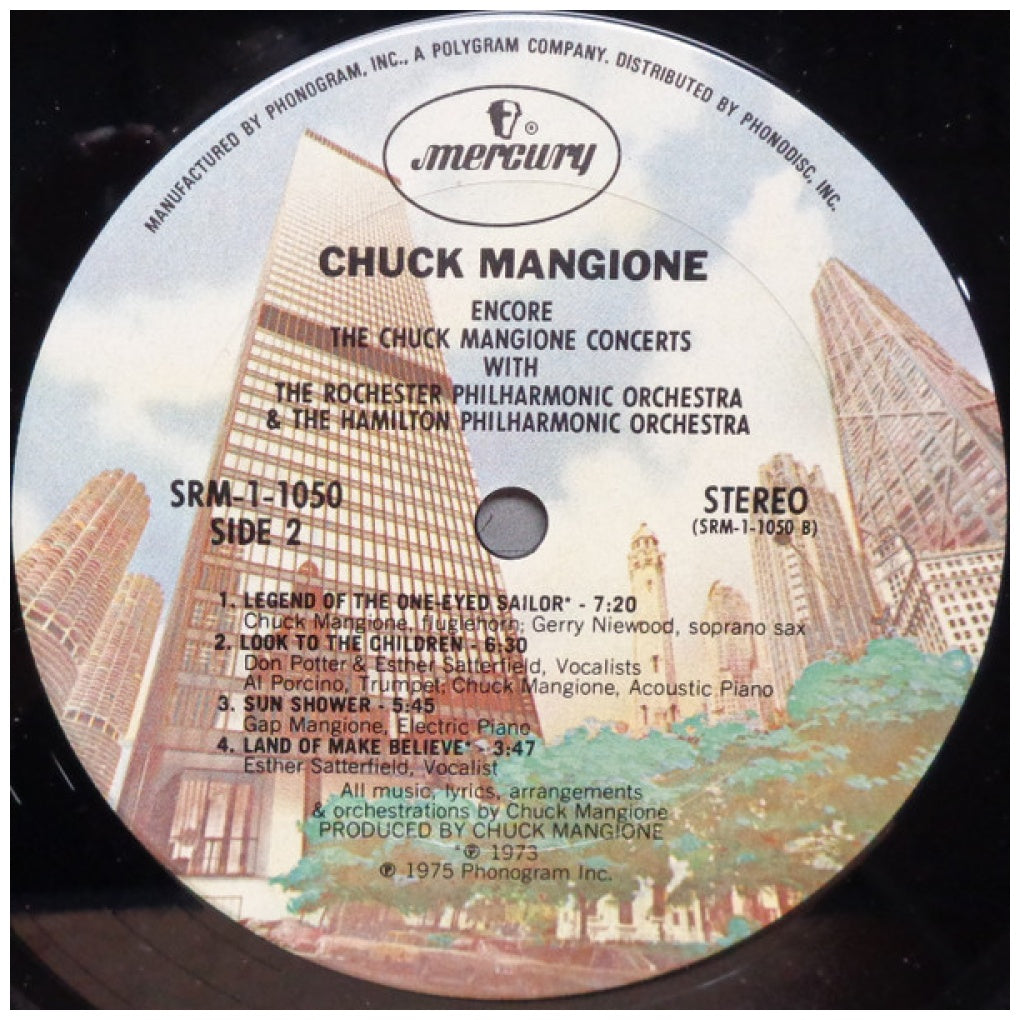 MANUFACTURED BY PHONOGRAM, INC., A POLYGRAM COMPANY. DISTRIBUTED BY PHONODISC, INC.
mercury ®
CHUCK MANGIONE
ENCORE
THE CHUCK MANGIONE CONCERTS
WITH
THE ROCHESTER PHILHARMONIC ORCHESTRA
& THE HAMILTON PHILHARMONIC ORCHESTRA
SRM-1-1050
SIDE 2
STEREO
(SRM-1-1050 B)
1. LEGEND OF THE ONE-EYED SAILOR* - 7:20
Chuck Mangione, fluglehorn; Gerry Niewood, soprano sax
2. LOOK TO THE CHILDREN - 6:30
Don Potter & Esther Satterfield, Vocalists
Al Porcino, Trumpet; Chuck Mangione, Acoustic Piano
3. SUN SHOWER - 5:45
Gap Mangione, Electric Piano
4. LAND OF MAKE BELIEVE* - 3:47
Esther Satterfield, Vocalist
All music, lyrics, arrangements
& orchestrations by Chuck Mangione
PRODUCED BY CHUCK MANGIONE
*℗ 1973
℗ 1975 Phonogram Inc.